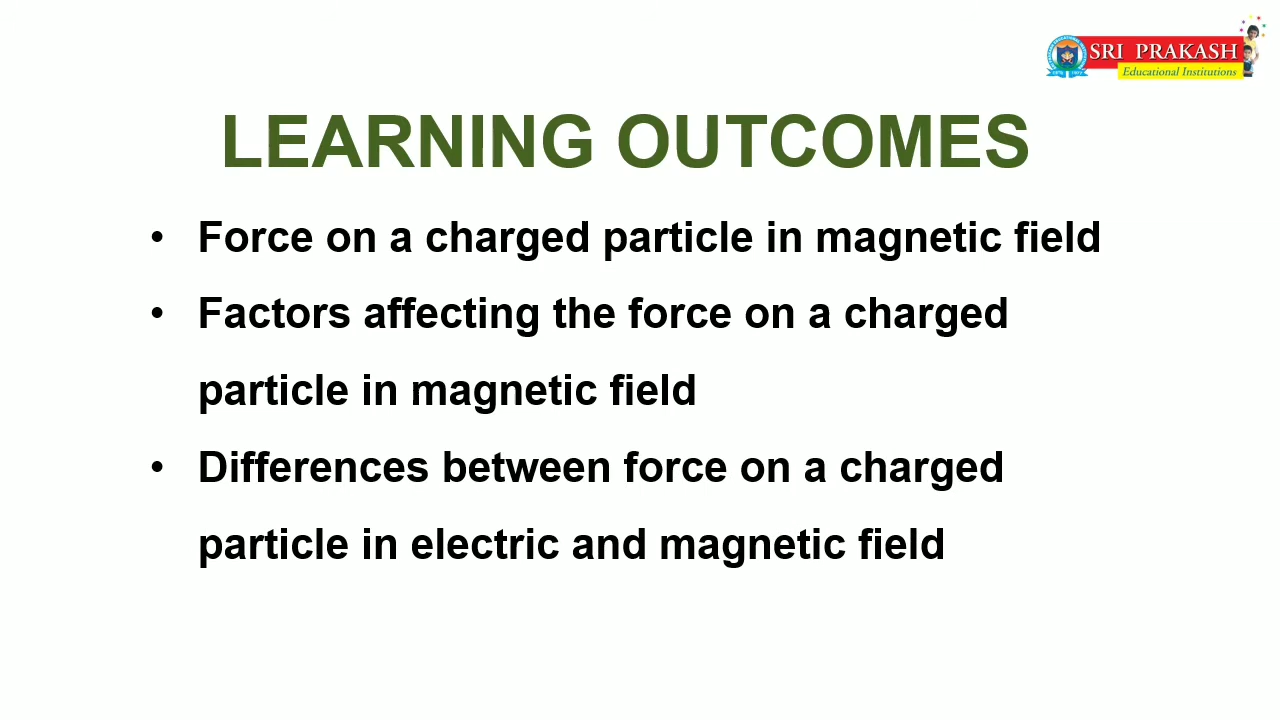 SRI PRAKASH
Educational Institutions
LEARNING OUTCOMES
• Force on a charged particle in magnetic field
• Factors affecting the force on a charged
particle in magnetic field
• Differences between force on a charged
particle in electric and magnetic field